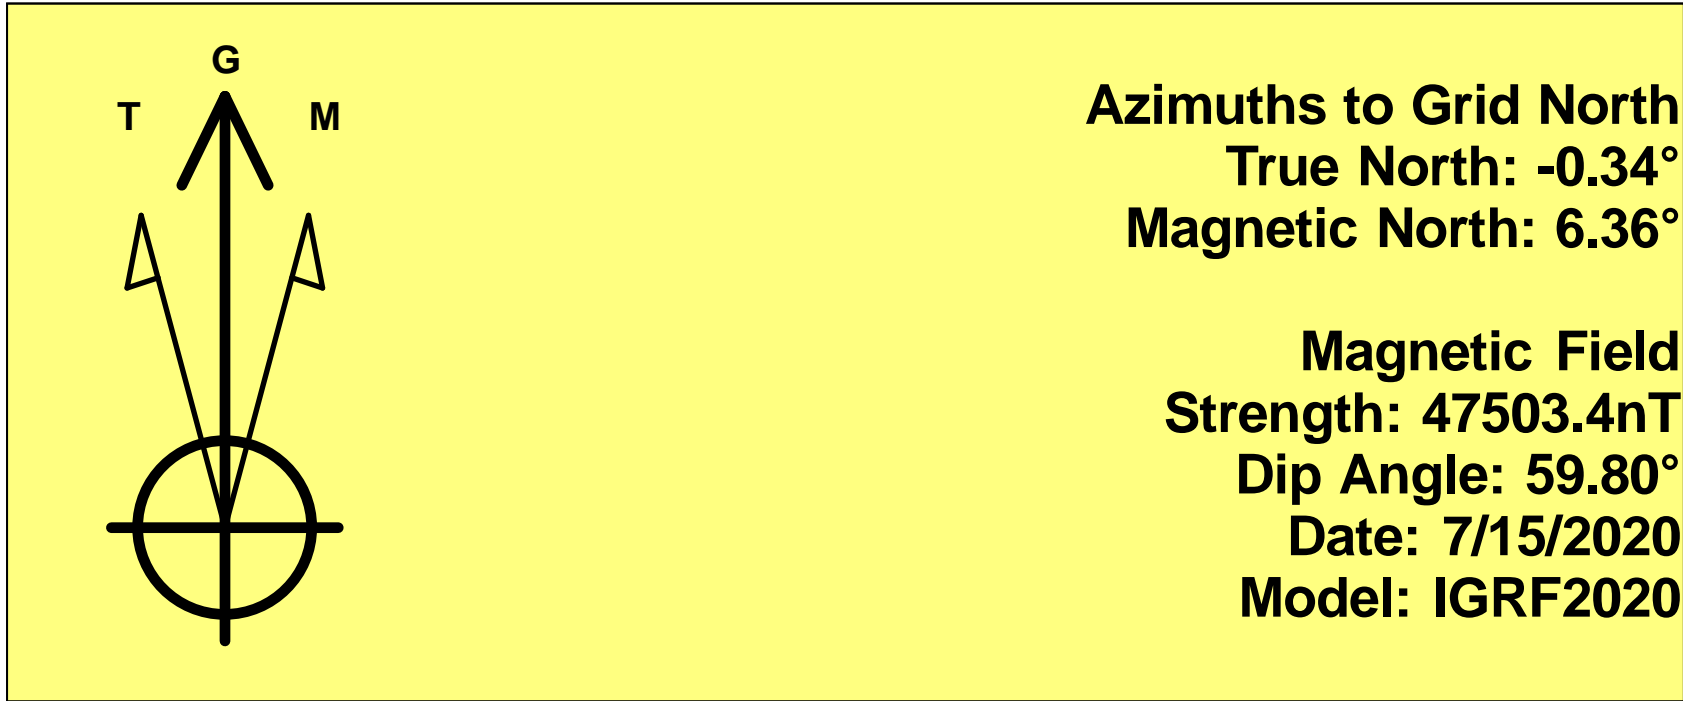 G
T M
Azimuths to Grid North
True North: -0.34°
Magnetic North: 6.36°
Magnetic Field
Strength: 47503.4nT
Dip Angle: 59.80°
Date: 7/15/2020
Model: IGRF2020